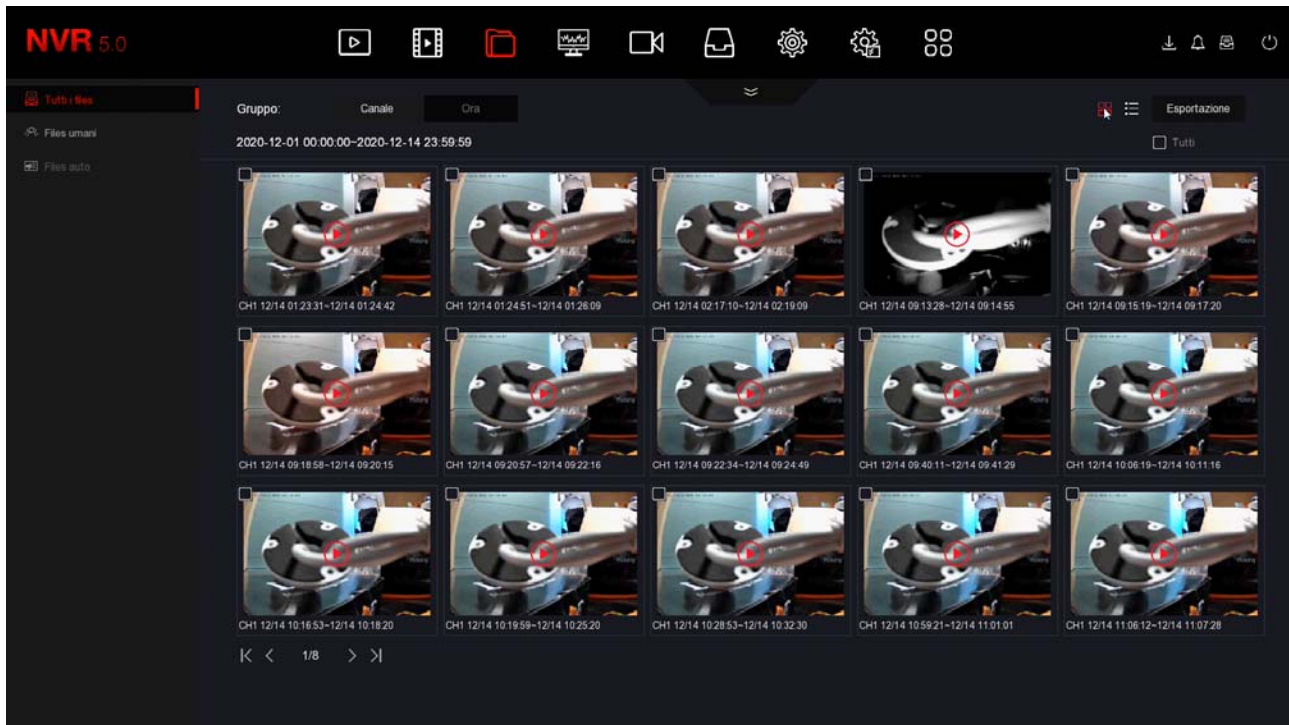 NVR 5.0
Tutti i files
Files umani
Files auto
Gruppo: Canale Ora
Esportazione
2020-12-01 00:00:00~2020-12-14 23:59:59
Tutti
CH1 12/14 01:23:31~12/14 01:24:42
CH1 12/14 01:24:51~12/14 01:26:09
CH1 12/14 02:17:10~12/14 02:19:09
CH1 12/14 09:13:28~12/14 09:14:55
CH1 12/14 09:15:19~12/14 09:17:20
CH1 12/14 09:18:58~12/14 09:20:15
CH1 12/14 09:20:57~12/14 09:22:16
CH1 12/14 09:22:34~12/14 09:24:49
CH1 12/14 09:40:11~12/14 09:41:29
CH1 12/14 10:06:19~12/14 10:11:16
CH1 12/14 10:16:53~12/14 10:18:20
CH1 12/14 10:19:59~12/14 10:25:20
CH1 12/14 10:28:53~12/14 10:32:30
CH1 12/14 10:59:21~12/14 11:01:01
CH1 12/14 11:06:12~12/14 11:07:28
1/8